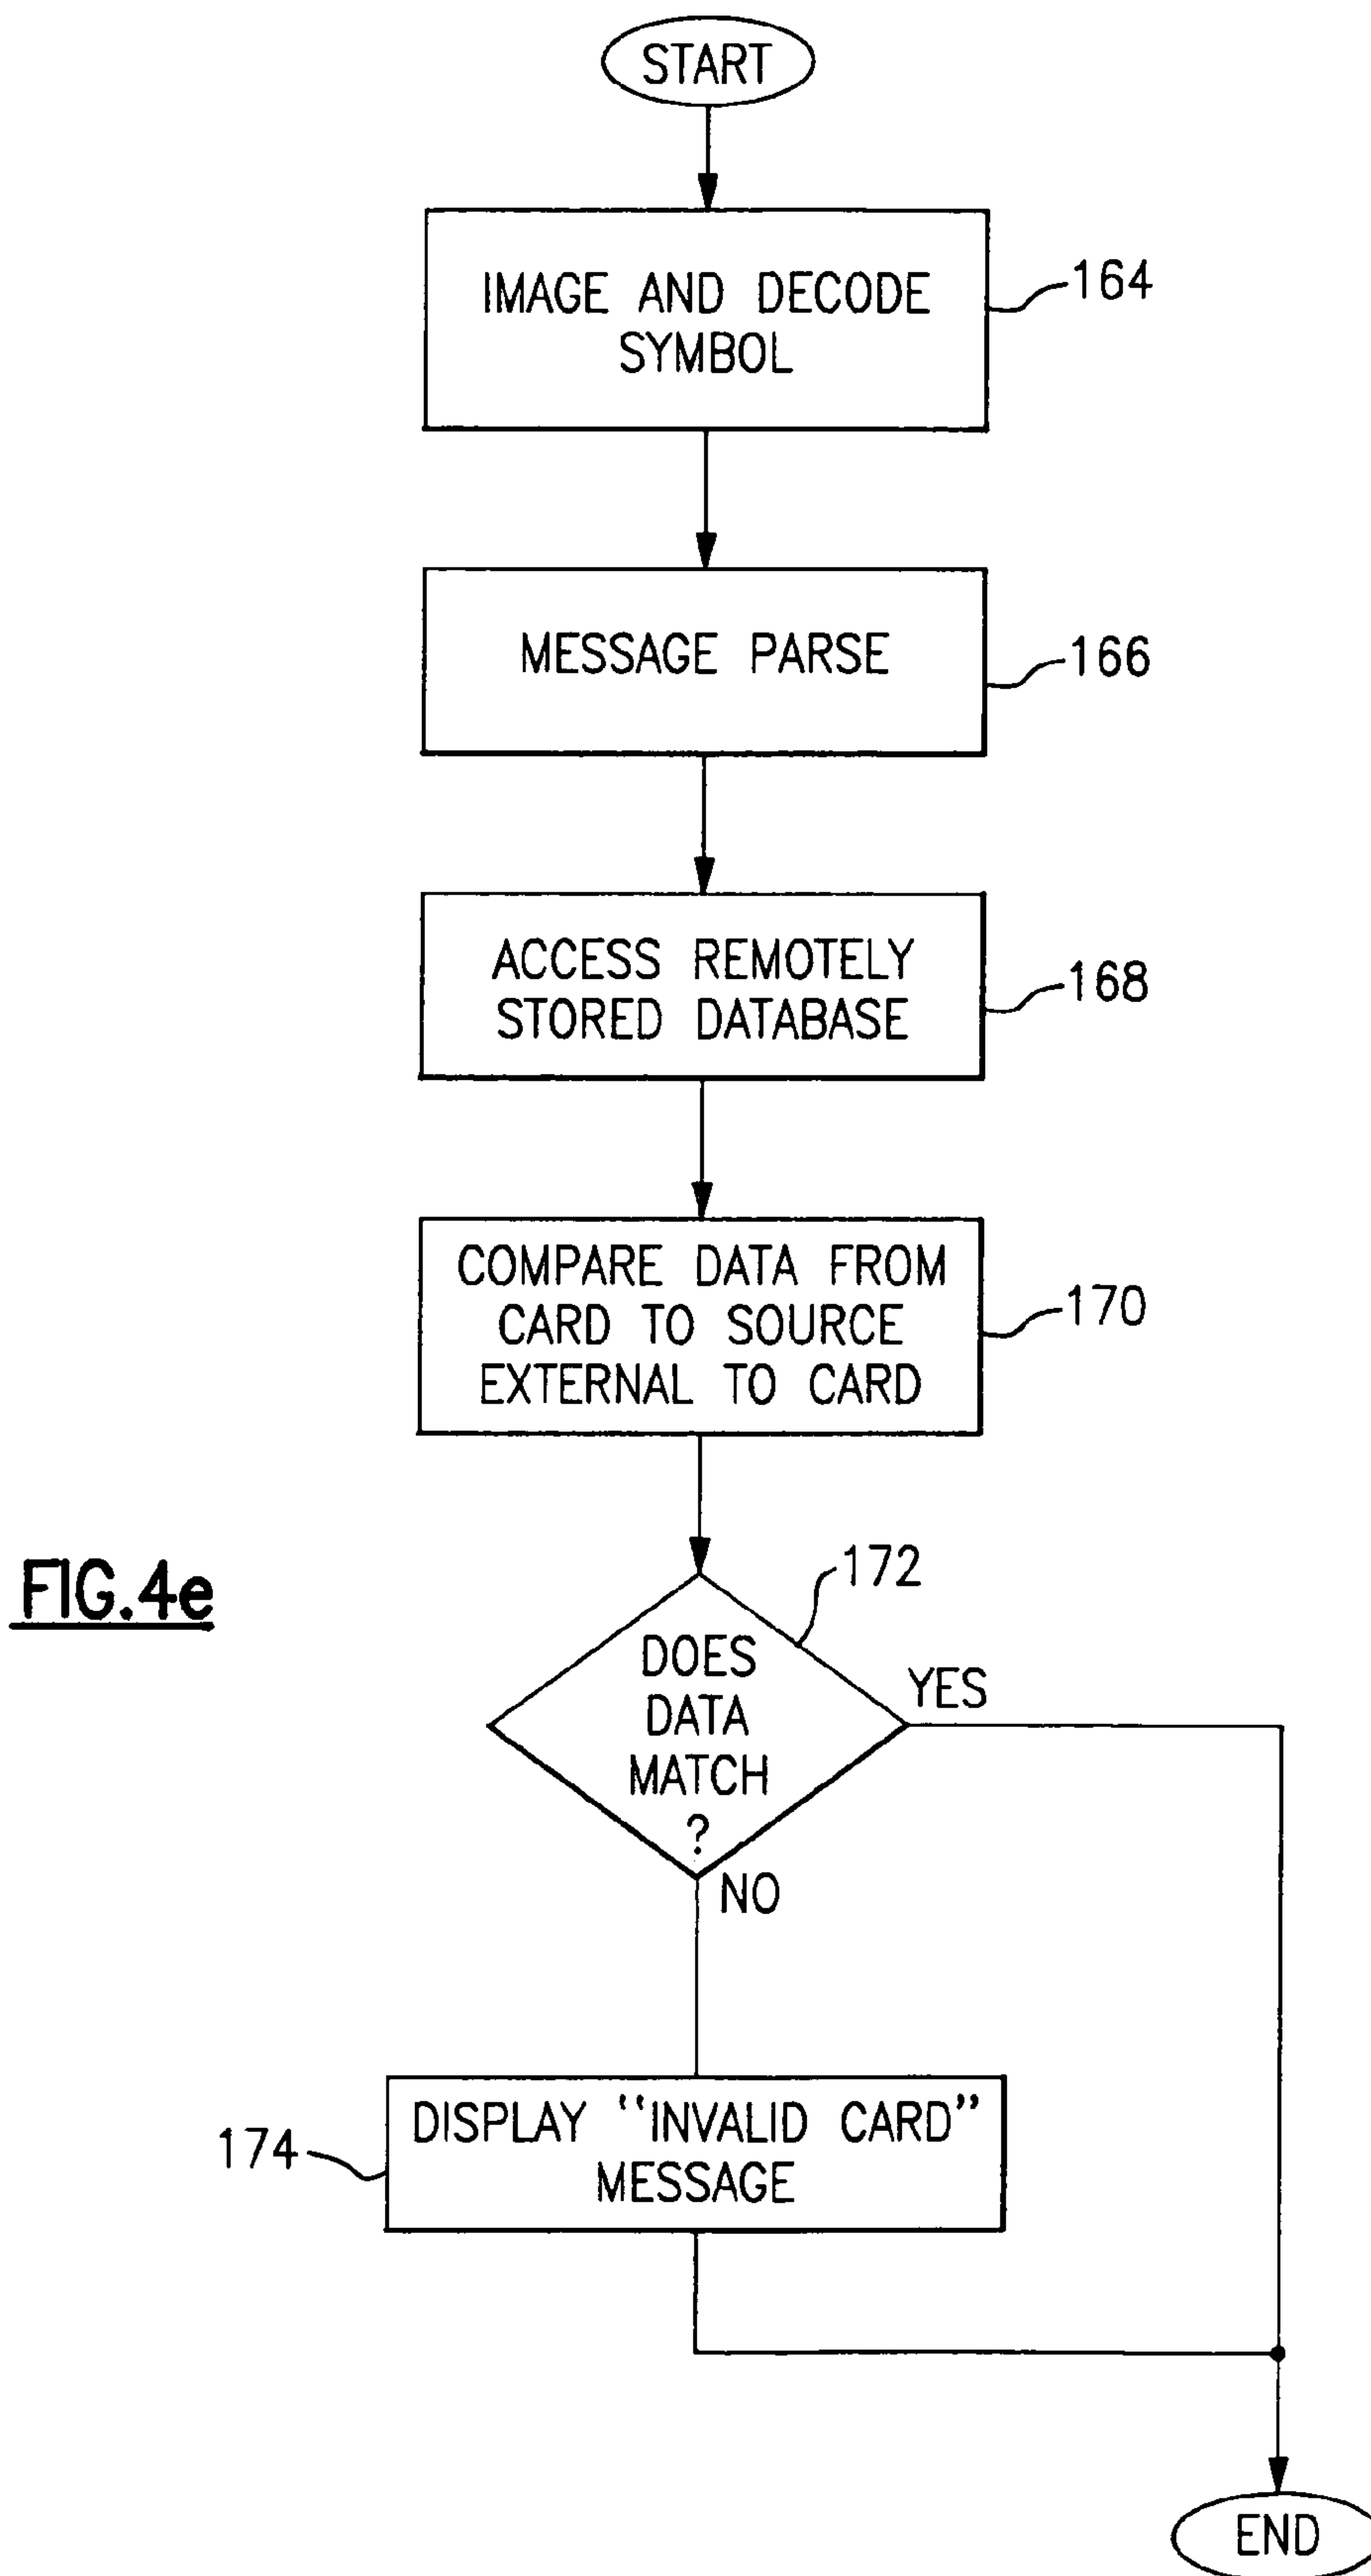 START
IMAGE AND DECODE
SYMBOL
164
MESSAGE PARSE
166
ACCESS REMOTELY
STORED DATABASE
168
COMPARE DATA FROM
CARD TO SOURCE
EXTERNAL TO CARD
170
FIG.4e
172
DOES
DATA
MATCH
?
YES
NO
DISPLAY "INVALID CARD"
MESSAGE
174
END